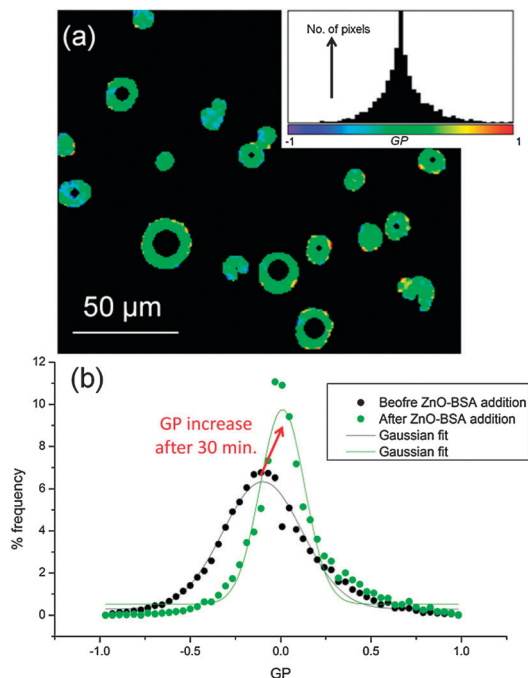 (a)
No. of pixels
-1
GP
1
50 µm
(b)
12
10
8
6
4
2
0
% frequency
GP increase
after 30 min.
Beofre ZnO-BSA addition
After ZnO-BSA addition
Gaussian fit
Gaussian fit
-1.0
-0.5
0.0
0.5
1.0
GP